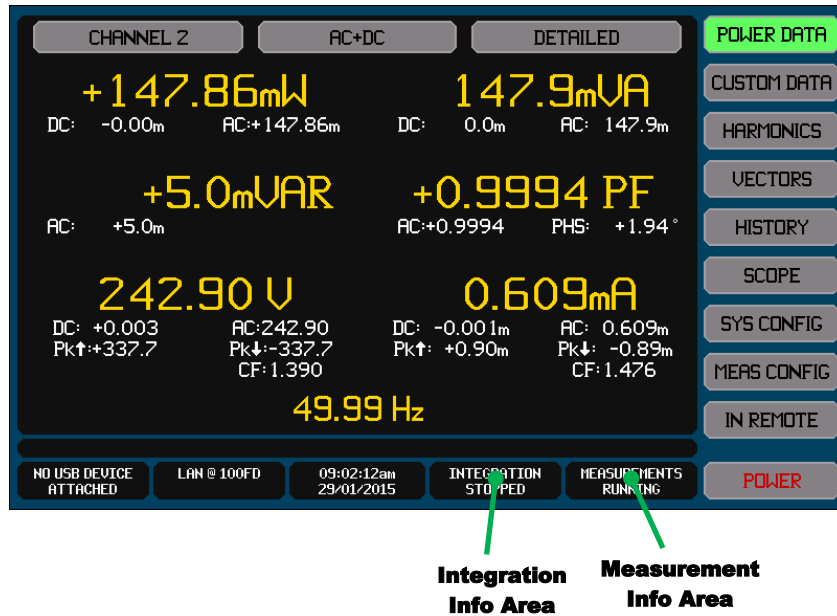 CHANNEL 2 AC+DC DETAILED POWER DATA
+147.86mW 147.9mVA CUSTOM DATA
DC: -0.00m AC:+147.86m DC: 0.0m AC: 147.9m HARMONICS
+5.0mVAR +0.9994 PF VECTORS
AC: +5.0m AC:+0.9994 PHS: +1.94° HISTORY
242.90 V 0.609mA SCOPE
DC: +0.003 AC:242.90 DC: -0.001m AC: 0.609m SYS CONFIG
Pk↑:+337.7 Pk↓:-337.7 Pk↑: +0.90m Pk↓: -0.89m
CF:1.390 CF:1.476 MEAS CONFIG
49.99 Hz IN REMOTE
NO USB DEVICE LAN @ 100FD 09:02:12am INTEGRATION MEASUREMENTS POWER
ATTACHED 29/01/2015 STOPPED RUNNING
Integration Measurement
Info Area Info Area